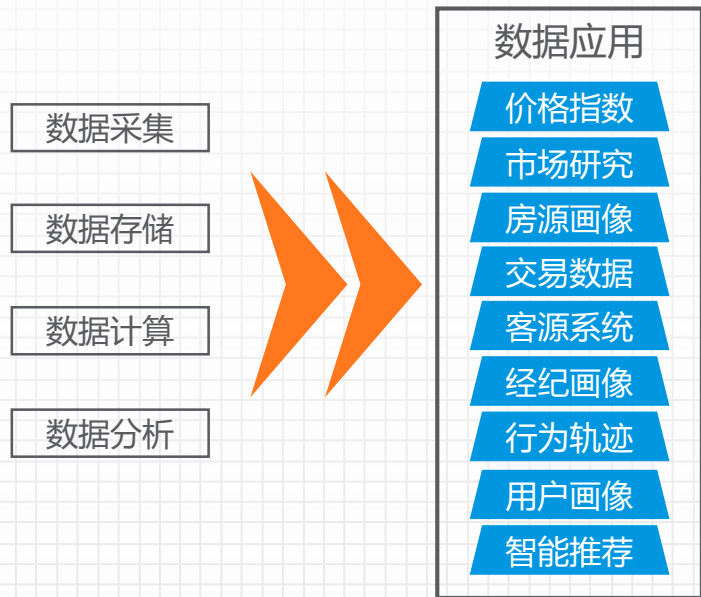 数据采集
数据存储
数据计算
数据分析
数据应用
价格指数
市场研究
房源画像
交易数据
客源系统
经纪画像
行为轨迹
用户画像
智能推荐